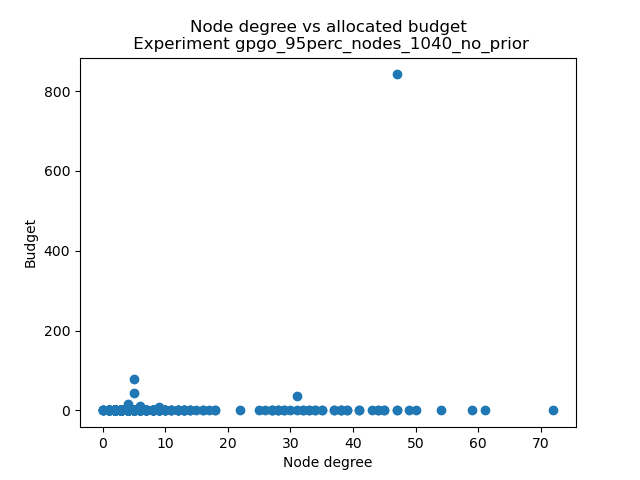 Node degree vs allocated budget
Experiment gpgo_95perc_nodes_1040_no_prior
Budget
800
600
400
200
0
0 10 20 30 40 50 60 70
Node degree